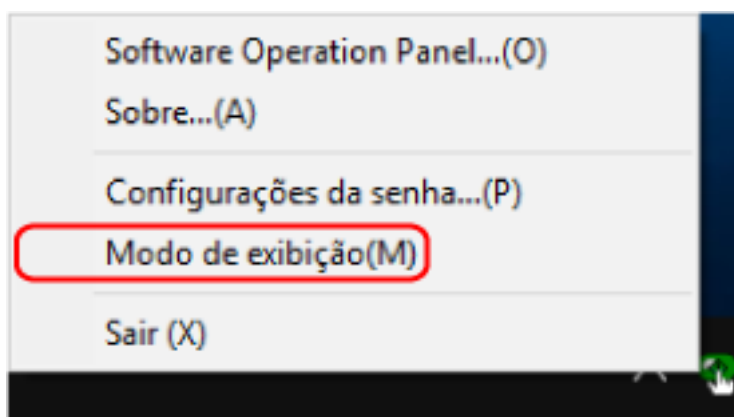 Software Operation Panel...(O)
Sobre...(A)
Configurações da senha...(P)
Modo de exibição(M)
Sair (X)